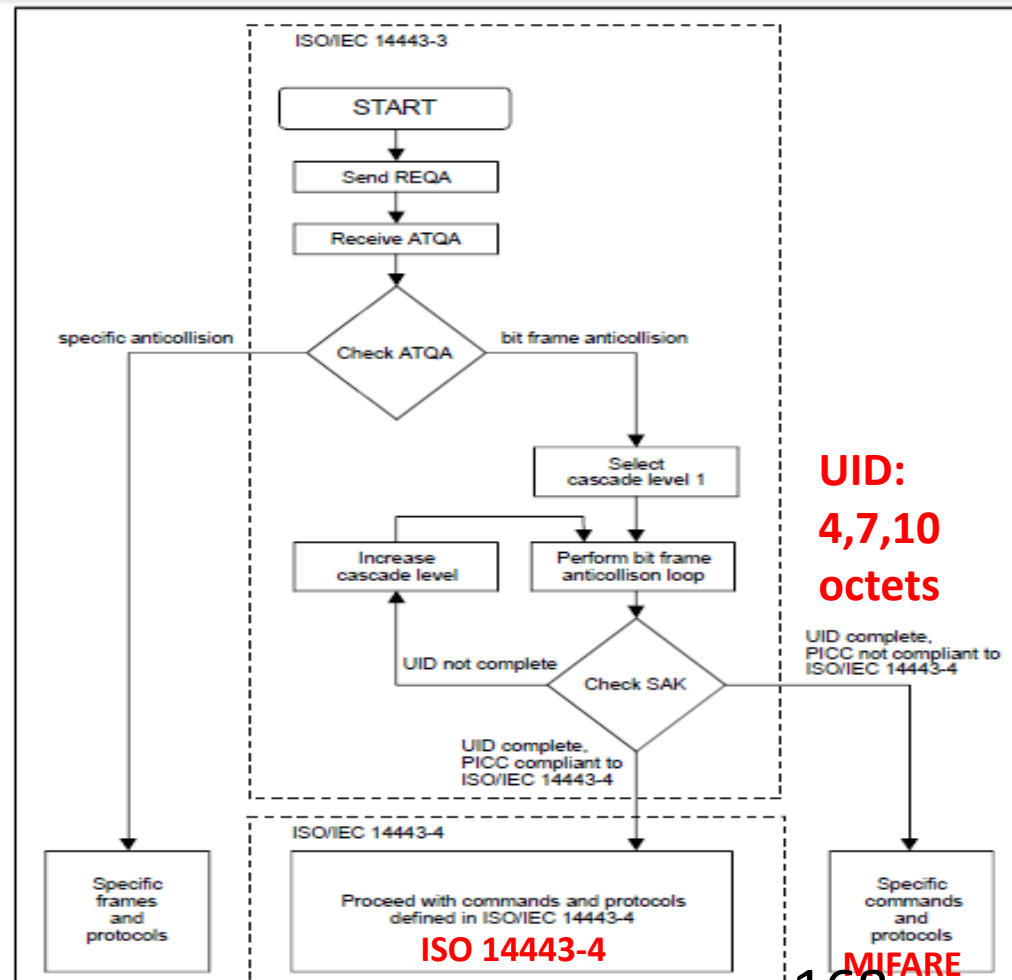 ISO/IEC 14443-3
START
Send REQA
Receive ATQA
specific anticollision
Check ATQA
bit frame anticollision
Select
cascade level 1
UID:
4,7,10
octets
Increase
cascade level
Perform bit frame
anticollison loop
UID not complete
Check SAK
UID complete,
PICC not compliant to
ISO/IEC 14443-4
UID complete,
PICC compliant to
ISO/IEC 14443-4
ISO/IEC 14443-4
Specific
frames
and
protocols
Proceed with commands and protocols
defined in ISO/IEC 14443-4
ISO 14443-4
Specific
commands
and
protocols
MIFARE
168